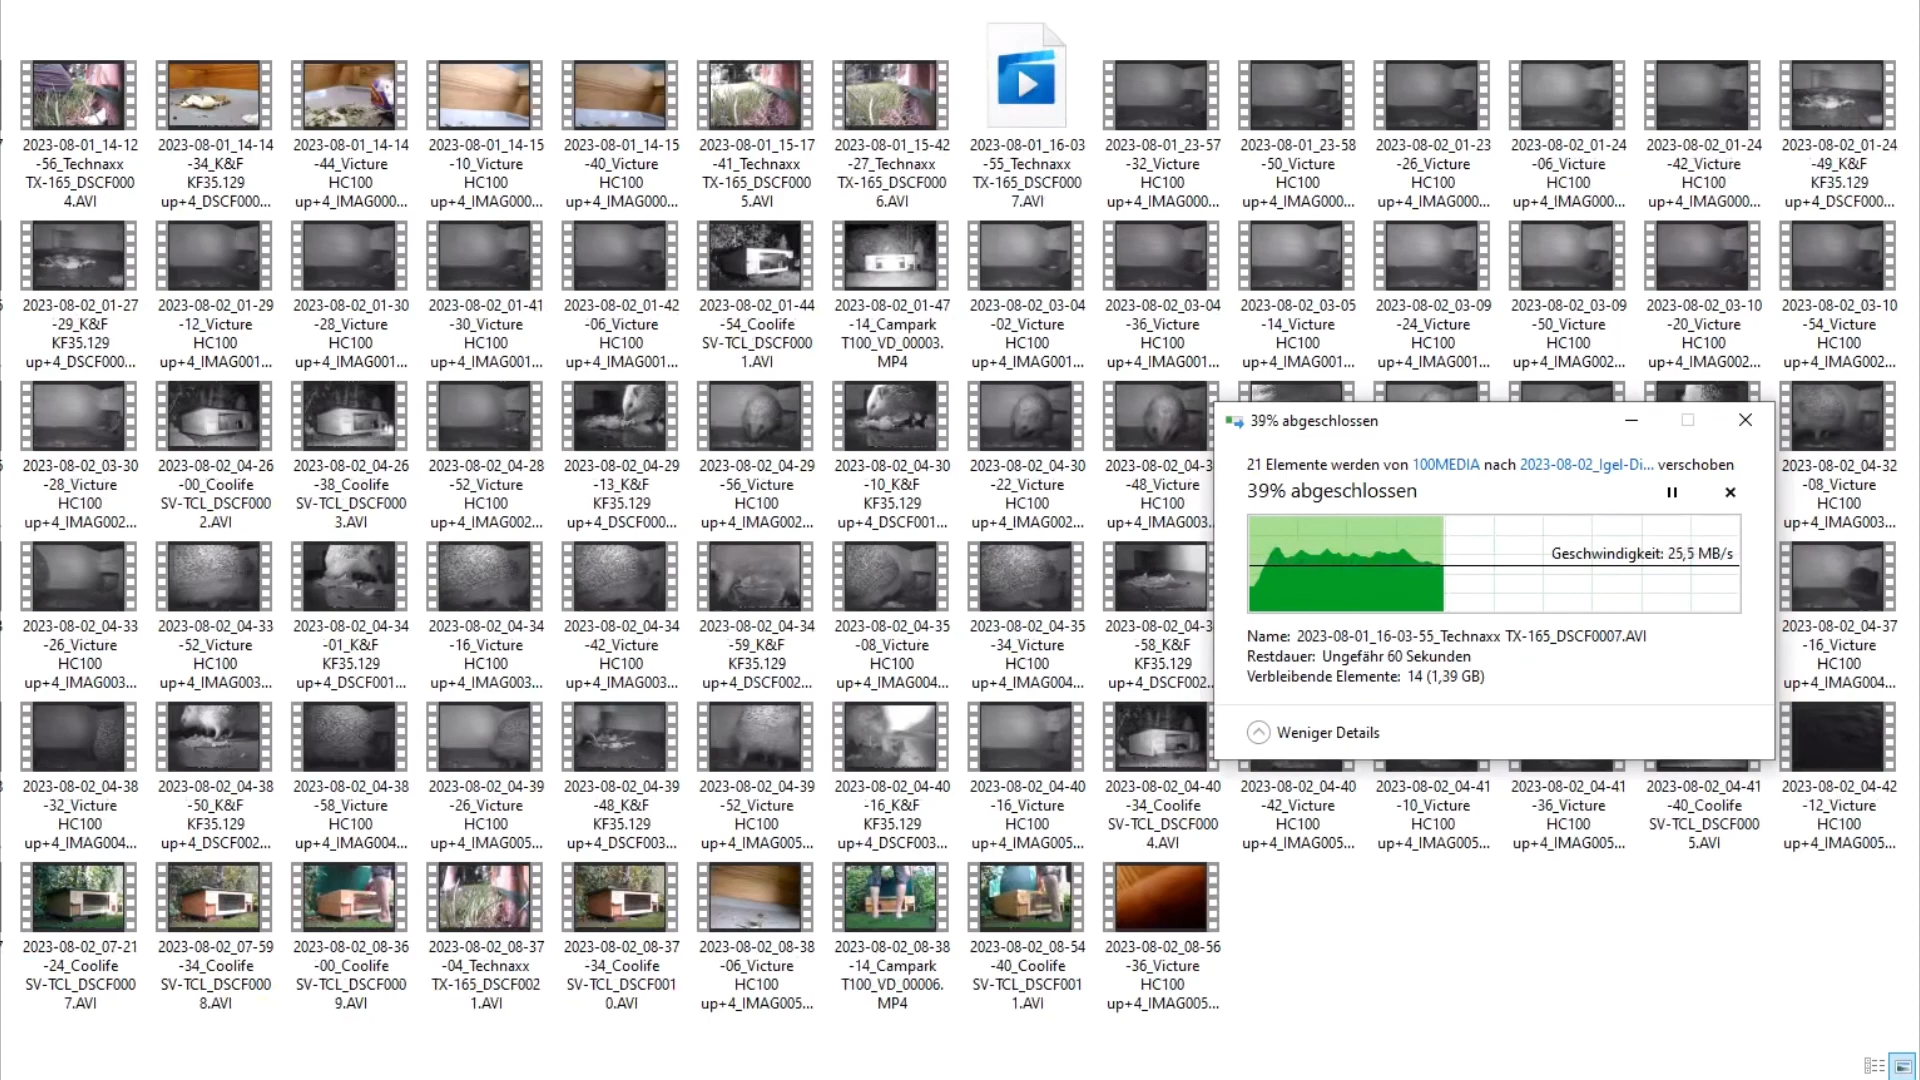 2023-08-01_14-12
-56_Technaxx
TX-165_DSCF000
4.AVI
2023-08-01_14-14
-34_K&F
KF35.129
up+4_DSCF000...
2023-08-01_14-14
-44_Victure
HC100
up+4_IMAG000...
2023-08-01_14-15
-10_Victure
HC100
up+4_IMAG000...
2023-08-01_14-15
-40_Victure
HC100
up+4_IMAG000...
2023-08-01_15-17
-41_Technaxx
TX-165_DSCF000
5.AVI
2023-08-01_15-42
-27_Technaxx
TX-165_DSCF000
6.AVI
2023-08-01_16-03
-55_Technaxx
TX-165_DSCF000
7.AVI
2023-08-01_23-57
-32_Victure
HC100
up+4_IMAG000...
2023-08-01_23-58
-50_Victure
HC100
up+4_IMAG000...
2023-08-02_01-23
-26_Victure
HC100
up+4_IMAG000...
2023-08-02_01-24
-06_Victure
HC100
up+4_IMAG000...
2023-08-02_01-24
-42_Victure
HC100
up+4_IMAG000...
2023-08-02_01-24
-49_K&F
KF35.129
up+4_DSCF000...
2023-08-02_01-27
-29_K&F
KF35.129
up+4_DSCF000...
2023-08-02_01-29
-12_Victure
HC100
up+4_IMAG001...
2023-08-02_01-30
-28_Victure
HC100
up+4_IMAG001...
2023-08-02_01-41
-30_Victure
HC100
up+4_IMAG001...
2023-08-02_01-42
-06_Victure
HC100
up+4_IMAG001...
2023-08-02_01-44
-54_Coolife
SV-TCL_DSCF000
1.AVI
2023-08-02_01-47
-14_Campark
T100_VD_00003.
MP4
2023-08-02_03-04
-02_Victure
HC100
up+4_IMAG001...
2023-08-02_03-04
-36_Victure
HC100
up+4_IMAG001...
2023-08-02_03-05
-14_Victure
HC100
up+4_IMAG001...
2023-08-02_03-09
-24_Victure
HC100
up+4_IMAG001...
2023-08-02_03-09
-50_Victure
HC100
up+4_IMAG002...
2023-08-02_03-10
-20_Victure
HC100
up+4_IMAG002...
2023-08-02_03-10
-54_Victure
HC100
up+4_IMAG002...
2023-08-02_03-30
-28_Victure
HC100
up+4_IMAG002...
2023-08-02_04-26
-00_Coolife
SV-TCL_DSCF000
2.AVI
2023-08-02_04-26
-38_Coolife
SV-TCL_DSCF000
3.AVI
2023-08-02_04-28
-52_Victure
HC100
up+4_IMAG002...
2023-08-02_04-29
-13_K&F
KF35.129
up+4_DSCF000...
2023-08-02_04-29
-56_Victure
HC100
up+4_IMAG002...
2023-08-02_04-30
-10_K&F
KF35.129
up+4_DSCF001...
2023-08-02_04-30
-22_Victure
HC100
up+4_IMAG002...
2023-08-02_04-3
-48_Victure
HC100
up+4_IMAG003...
39% abgeschlossen
21 Elemente werden von 100MEDIA nach 2023-08-02_Igel-Di... verschoben
39% abgeschlossen
Geschwindigkeit: 25,5 MB/s
Name: 2023-08-01_16-03-55_Technaxx TX-165_DSCF0007.AVI
Restdauer: Ungefähr 60 Sekunden
Verbleibende Elemente: 14 (1,39 GB)
Weniger Details
2023-08-02_04-32
-08_Victure
HC100
up+4_IMAG003...
2023-08-02_04-33
-26_Victure
HC100
up+4_IMAG003...
2023-08-02_04-33
-52_Victure
HC100
up+4_IMAG003...
2023-08-02_04-34
-01_K&F
KF35.129
up+4_DSCF001...
2023-08-02_04-34
-16_Victure
HC100
up+4_IMAG003...
2023-08-02_04-34
-42_Victure
HC100
up+4_IMAG003...
2023-08-02_04-34
-59_K&F
KF35.129
up+4_DSCF002...
2023-08-02_04-35
-08_Victure
HC100
up+4_IMAG004...
2023-08-02_04-35
-34_Victure
HC100
up+4_IMAG004...
2023-08-02_04-3
-58_K&F
KF35.129
up+4_DSCF002...
2023-08-02_04-37
-16_Victure
HC100
up+4_IMAG004...
2023-08-02_04-38
-32_Victure
HC100
up+4_IMAG004...
2023-08-02_04-38
-50_K&F
KF35.129
up+4_DSCF002...
2023-08-02_04-38
-58_Victure
HC100
up+4_IMAG004...
2023-08-02_04-39
-26_Victure
HC100
up+4_IMAG005...
2023-08-02_04-39
-48_K&F
KF35.129
up+4_DSCF003...
2023-08-02_04-39
-52_Victure
HC100
up+4_IMAG005...
2023-08-02_04-40
-16_K&F
KF35.129
up+4_DSCF003...
2023-08-02_04-40
-16_Victure
HC100
up+4_IMAG005...
2023-08-02_04-40
-34_Coolife
SV-TCL_DSCF000
4.AVI
2023-08-02_04-40
-42_Victure
HC100
up+4_IMAG005...
2023-08-02_04-41
-10_Victure
HC100
up+4_IMAG005...
2023-08-02_04-41
-36_Victure
HC100
up+4_IMAG005...
2023-08-02_04-41
-40_Coolife
SV-TCL_DSCF000
5.AVI
2023-08-02_04-42
-12_Victure
HC100
up+4_IMAG005...
2023-08-02_07-21
-24_Coolife
SV-TCL_DSCF000
7.AVI
2023-08-02_07-59
-34_Coolife
SV-TCL_DSCF000
8.AVI
2023-08-02_08-36
-00_Coolife
SV-TCL_DSCF000
9.AVI
2023-08-02_08-37
-04_Technaxx
TX-165_DSCF002
1.AVI
2023-08-02_08-37
-34_Coolife
SV-TCL_DSCF001
0.AVI
2023-08-02_08-38
-06_Victure
HC100
up+4_IMAG005...
2023-08-02_08-38
-14_Campark
T100_VD_00006.
MP4
2023-08-02_08-54
-40_Coolife
SV-TCL_DSCF001
1.AVI
2023-08-02_08-56
-36_Victure
HC100
up+4_IMAG005...